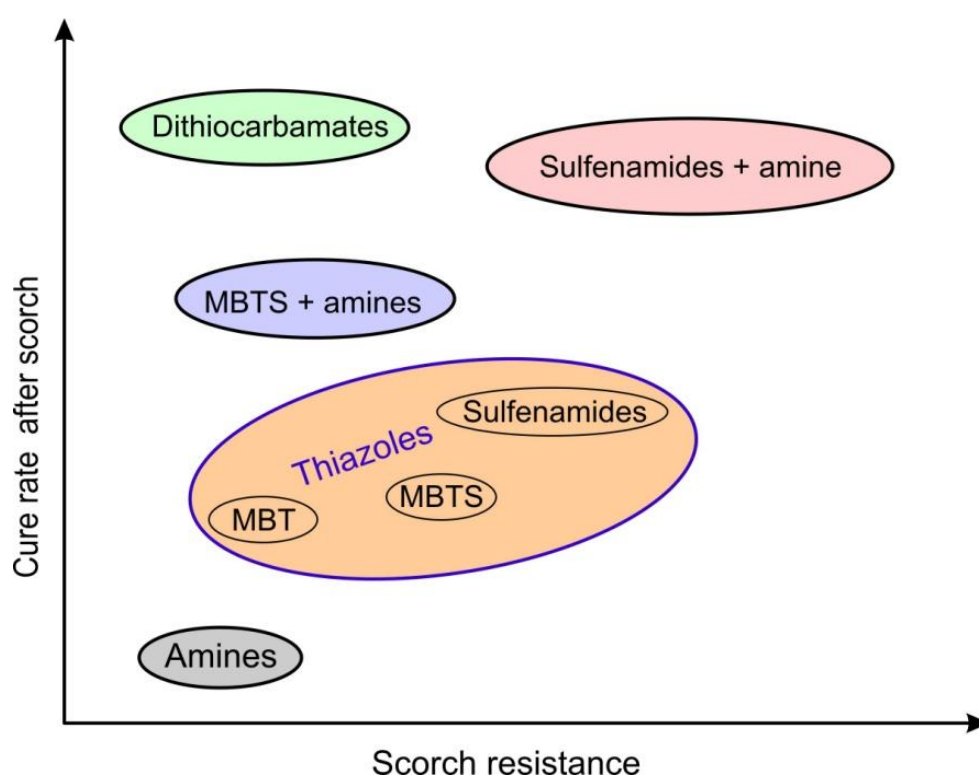 Dithiocarbamates
Sulfenamides + amine
MBTS + amines
Sulfenamides
Thiazoles
MBTS
MBT
Amines
Cure rate after scorch
Scorch resistance